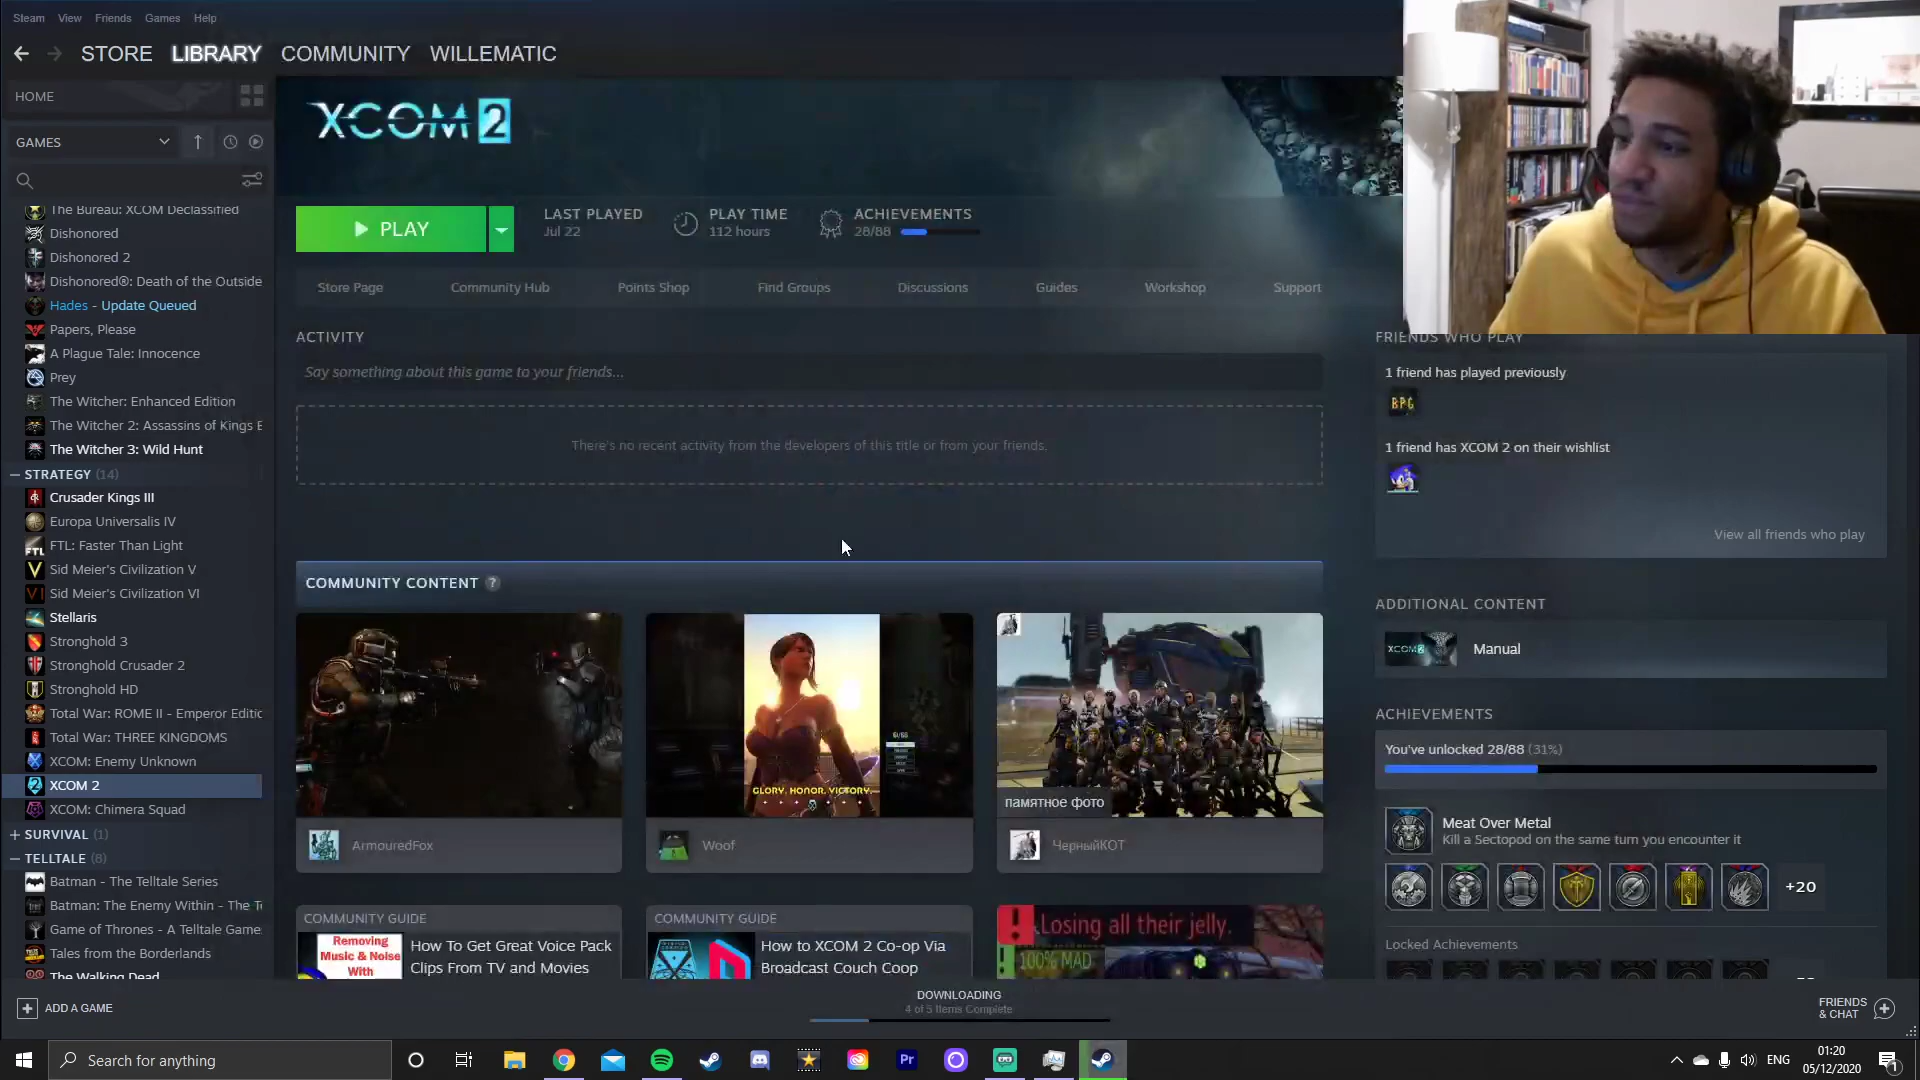 Steam View Friends Games Help
STORE LIBRARY COMMUNITY WILLEMATIC
HOME
GAMES
The Bureau: XCOM Declassified
Dishonored
Dishonored 2
Dishonored®: Death of the Outside
Hades - Update Queued
Papers, Please
A Plague Tale: Innocence
Prey
The Witcher: Enhanced Edition
The Witcher 2: Assassins of Kings E
The Witcher 3: Wild Hunt
STRATEGY (14)
Crusader Kings III
Europa Universalis IV
FTL: Faster Than Light
Sid Meier's Civilization V
Sid Meier's Civilization VI
Stellaris
Stronghold 3
Stronghold Crusader 2
Stronghold HD
Total War: ROME II - Emperor Editic
Total War: THREE KINGDOMS
XCOM: Enemy Unknown
XCOM 2
XCOM: Chimera Squad
SURVIVAL (1)
TELLTALE (8)
Batman - The Telltale Series
Batman: The Enemy Within - The Te
Game of Thrones - A Telltale Game
Tales from the Borderlands
The Walking Dead
ADD A GAME
XCOM 2
PLAY
LAST PLAYED
Jul 22
PLAY TIME
112 hours
ACHIEVEMENTS
28/88
Store Page Community Hub Points Shop Find Groups Discussions Guides Workshop Support
ACTIVITY
Say something about this game to your friends...
There's no recent activity from the developers of this title or from your friends.
COMMUNITY CONTENT ?
GLORY. HONOR. VICTORY.
памятное фото
ArmouredFox
Woof
ЧерныйКОТ
COMMUNITY GUIDE
Removing
Music & Noise
With
How To Get Great Voice Pack
Clips From TV and Movies
COMMUNITY GUIDE
How to XCOM 2 Co-op Via
Broadcast Couch Coop
Losing all their jelly.
100% MAD
FRIENDS WHO PLAY
1 friend has played previously
BPG
1 friend has XCOM 2 on their wishlist
View all friends who play
ADDITIONAL CONTENT
XCOM2
Manual
ACHIEVEMENTS
You've unlocked 28/88 (31%)
Meat Over Metal
Kill a Sectopod on the same turn you encounter it
+20
Locked Achievements
DOWNLOADING
4 of 5 Items Complete
FRIENDS
& CHAT
Search for anything
Pr
ENG
01:20
05/12/2020
1